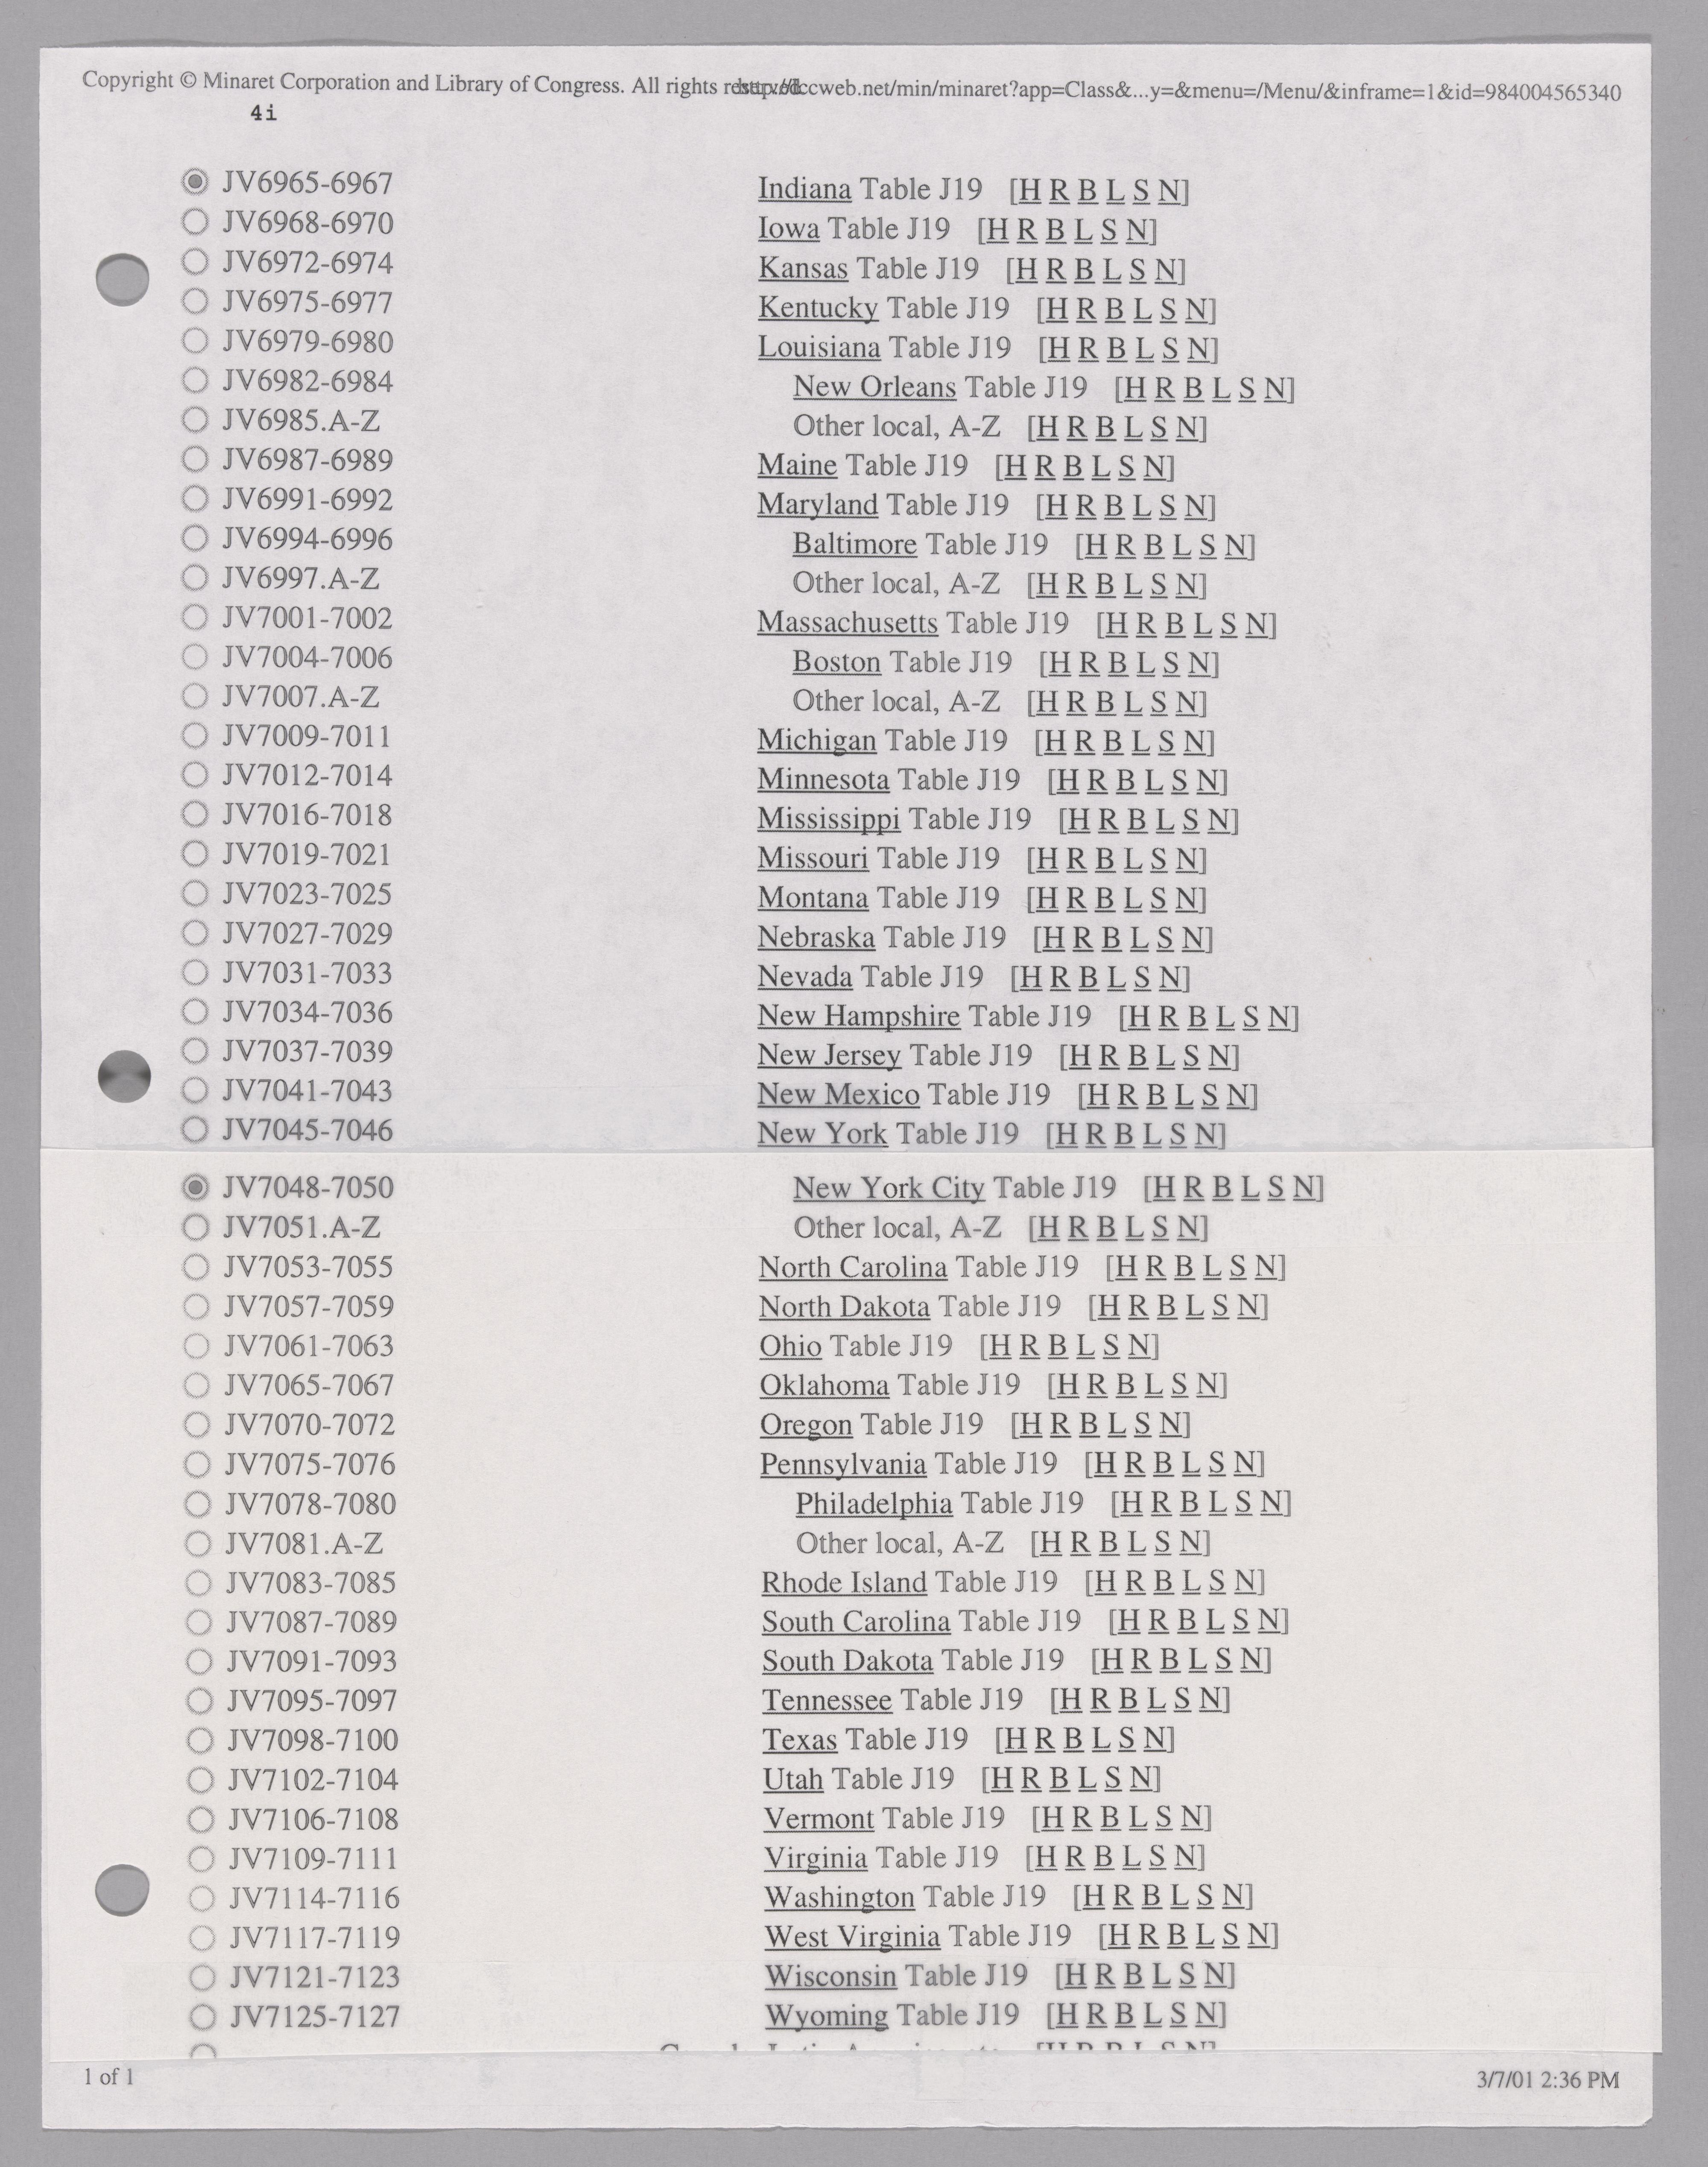 Copyright © Minaret Corporation and Library of Congress. All rights ccweb.net/min/minaret?app=Class&...y=&menu=/Menu/&inframe=1&id=984004565340
4i
JV6965-6967 Indiana Table J19 [H R B L S N]
JV6968-6970 Iowa Table J19 [H R B L S N]
JV6972-6974 Kansas Table J19 [H R B L S N]
JV6975-6977 Kentucky Table J19 [H R B L S N]
JV6979-6980 Louisiana Table J19 [H R B L S N]
JV6982-6984 New Orleans Table J19 [H R B L S N]
JV6985.A-Z Other local, A-Z [H R B L S N]
JV6987-6989 Maine Table J19 [H R B L S N]
JV6991-6992 Maryland Table J19 [H R B L S N]
JV6994-6996 Baltimore Table J19 [H R B L S N]
JV6997.A-Z Other local, A-Z [H R B L S N]
JV7001-7002 Massachusetts Table J19 [H R B L S N]
JV7004-7006 Boston Table J19 [H R B L S N]
JV7007.A-Z Other local, A-Z [H R B L S N]
JV7009-7011 Michigan Table J19 [H R B L S N]
JV7012-7014 Minnesota Table J19 [H R B L S N]
JV7016-7018 Mississippi Table J19 [H R B L S N]
JV7019-7021 Missouri Table J19 [H R B L S N]
JV7023-7025 Montana Table J19 [H R B L S N]
JV7027-7029 Nebraska Table J19 [H R B L S N]
JV7031-7033 Nevada Table J19 [H R B L S N]
JV7034-7036 New Hampshire Table J19 [H R B L S N]
JV7037-7039 New Jersey Table J19 [H R B L S N]
JV7041-7043 New Mexico Table J19 [H R B L S N]
JV7045-7046 New York Table J19 [H R B L S N]
JV7048-7050 New York City Table J19 [H R B L S N]
JV7051.A-Z Other local, A-Z [H R B L S N]
JV7053-7055 North Carolina Table J19 [H R B L S N]
JV7057-7059 North Dakota Table J19 [H R B L S N]
JV7061-7063 Ohio Table J19 [H R B L S N]
JV7065-7067 Oklahoma Table J19 [H R B L S N]
JV7070-7072 Oregon Table J19 [H R B L S N]
JV7075-7076 Pennsylvania Table J19 [H R B L S N]
JV7078-7080 Philadelphia Table J19 [H R B L S N]
JV7081.A-Z Other local, A-Z [H R B L S N]
JV7083-7085 Rhode Island Table J19 [H R B L S N]
JV7087-7089 South Carolina Table J19 [H R B L S N]
JV7091-7093 South Dakota Table J19 [H R B L S N]
JV7095-7097 Tennessee Table J19 [H R B L S N]
JV7098-7100 Texas Table J19 [H R B L S N]
JV7102-7104 Utah Table J19 [H R B L S N]
JV7106-7108 Vermont Table J19 [H R B L S N]
JV7109-7111 Virginia Table J19 [H R B L S N]
JV7114-7116 Washington Table J19 [H R B L S N]
JV7117-7119 West Virginia Table J19 [H R B L S N]
JV7121-7123 Wisconsin Table J19 [H R B L S N]
JV7125-7127 Wyoming Table J19 [H R B L S N]
1 of 1 3/7/01 2:36 PM